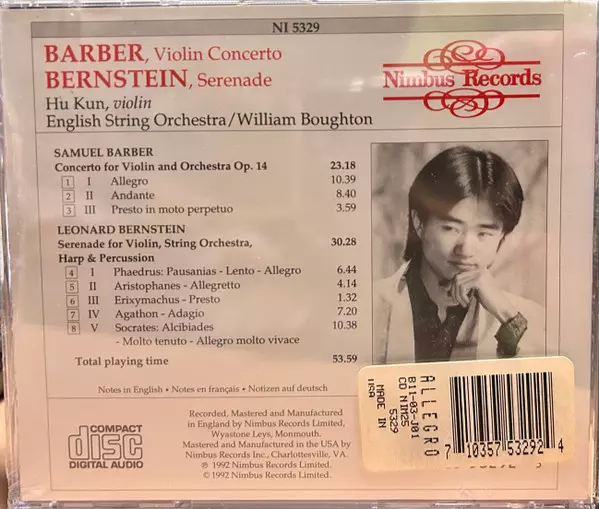 NI 5329
BARBER, Violin Concerto
BERNSTEIN, Serenade
Hu Kun, violin
English String Orchestra/William Boughton
Nimbus Records
SAMUEL BARBER
Concerto for Violin and Orchestra Op. 14 23.18
1 I Allegro 10.39
2 II Andante 8.40
3 III Presto in moto perpetuo 3.59
LEONARD BERNSTEIN
Serenade for Violin, String Orchestra, 30.28
Harp & Percussion
4 I Phaedrus: Pausanias - Lento - Allegro 6.44
5 II Aristophanes - Allegretto 4.14
6 III Erixymachus - Presto 1.32
7 IV Agathon - Adagio 7.20
8 V Socrates: Alcibiades 10.38
- Molto tenuto - Allegro molto vivace
Total playing time 53.59
Notes in English • Notes en français • Notizen auf deutsch
COMPACT
disc
DIGITAL AUDIO
Recorded, Mastered and Manufactured
in England by Nimbus Records Limited,
Wyastone Leys, Monmouth.
Mastered and Manufactured in the USA by
Nimbus Records Inc., Charlottesville, VA.
℗ 1992 Nimbus Records Limited
© 1992 Nimbus Records Limited
ALLEGRO
B11-03-J01
CD NIM25
5329
MADE IN
USA
7 10357 53292 4